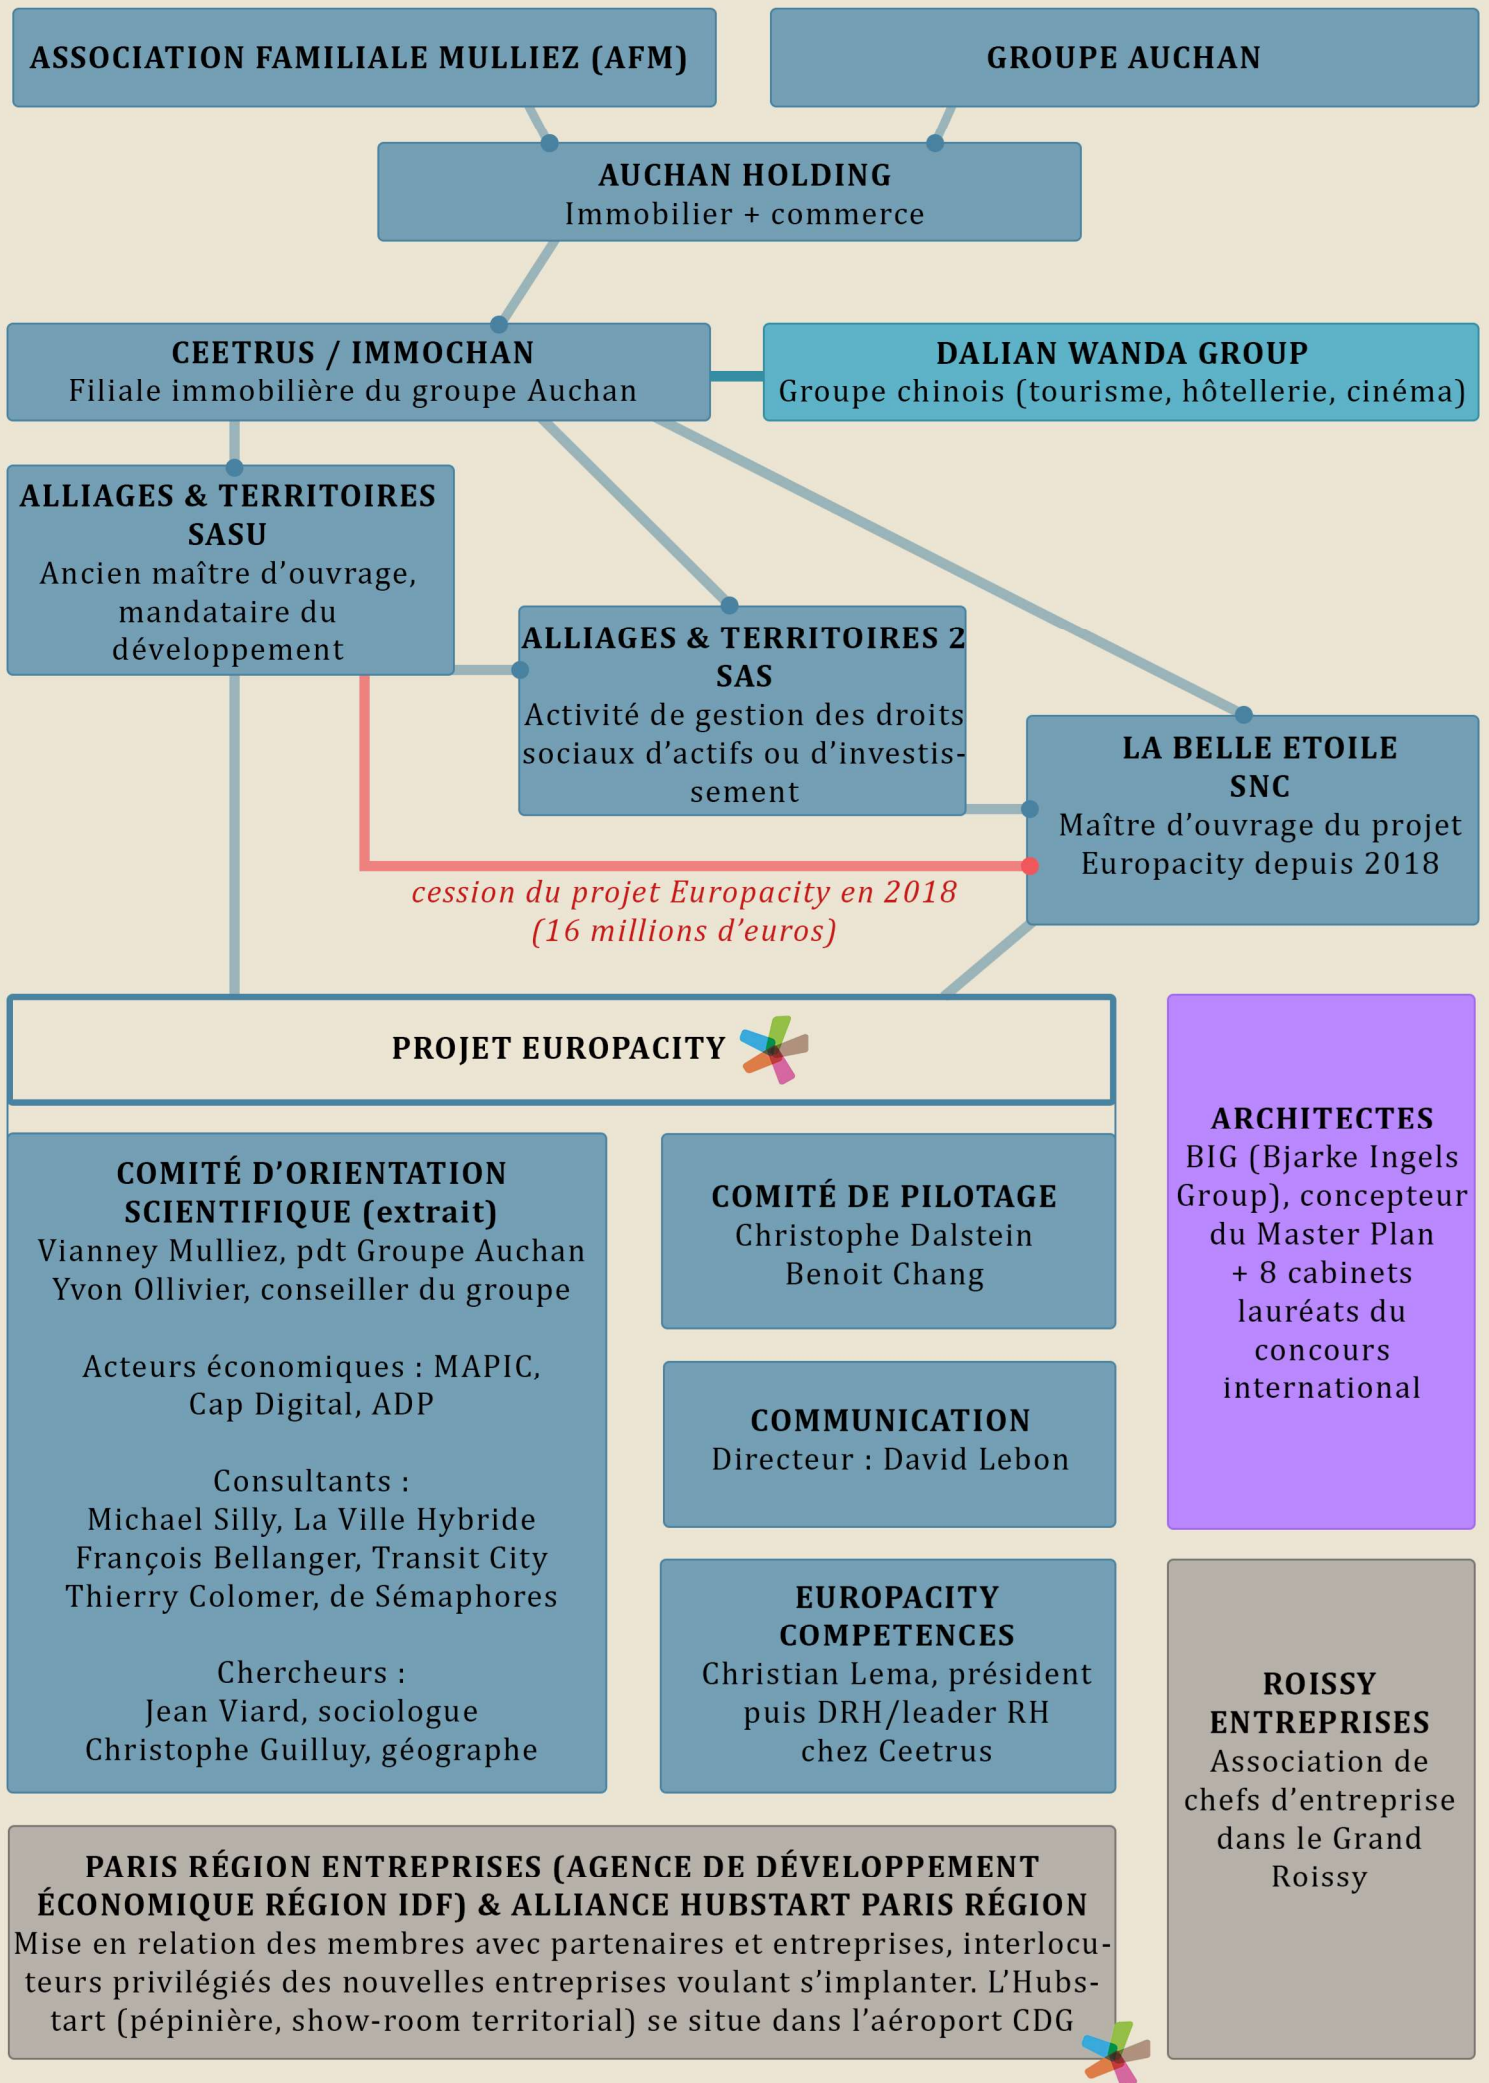 ASSOCIATION FAMILIALE MULLIEZ (AFM)
GROUPE AUCHAN
AUCHAN HOLDING
Immobilier + commerce
CEETRUS / IMMOCHAN
Filiale immobilière du groupe Auchan
DALIAN WANDA GROUP
Groupe chinois (tourisme, hôtellerie, cinéma)
ALLIAGES & TERRITOIRES
SASU
Ancien maître d’ouvrage,
mandataire du
développement
ALLIAGES & TERRITOIRES 2
SAS
Activité de gestion des droits
sociaux d’actifs ou d’investis-
sement
LA BELLE ETOILE
SNC
Maître d’ouvrage du projet
Europacity depuis 2018
cession du projet Europacity en 2018
(16 millions d’euros)
PROJET EUROPACITY
COMITÉ D’ORIENTATION
SCIENTIFIQUE (extrait)
Vianney Mulliez, pdt Groupe Auchan
Yvon Ollivier, conseiller du groupe
Acteurs économiques : MAPIC,
Cap Digital, ADP
Consultants :
Michael Silly, La Ville Hybride
François Bellanger, Transit City
Thierry Colomer, de Sémaphores
Chercheurs :
Jean Viard, sociologue
Christophe Guilluy, géographe
COMITÉ DE PILOTAGE
Christophe Dalstein
Benoit Chang
COMMUNICATION
Directeur : David Lebon
EUROPACITY
COMPETENCES
Christian Lema, président
puis DRH/leader RH
chez Ceetrus
ARCHITECTES
BIG (Bjarke Ingels
Group), concepteur
du Master Plan
+ 8 cabinets
lauréats du
concours
international
ROISSY
ENTREPRISES
Association de
chefs d’entreprise
dans le Grand
Roissy
PARIS RÉGION ENTREPRISES (AGENCE DE DÉVELOPPEMENT
ÉCONOMIQUE RÉGION IDF) & ALLIANCE HUBSTART PARIS RÉGION
Mise en relation des membres avec partenaires et entreprises, interlocu-
teurs privilégiés des nouvelles entreprises voulant s’implanter. L’Hubs-
tart (pépinière, show-room territorial) se situe dans l’aéroport CDG